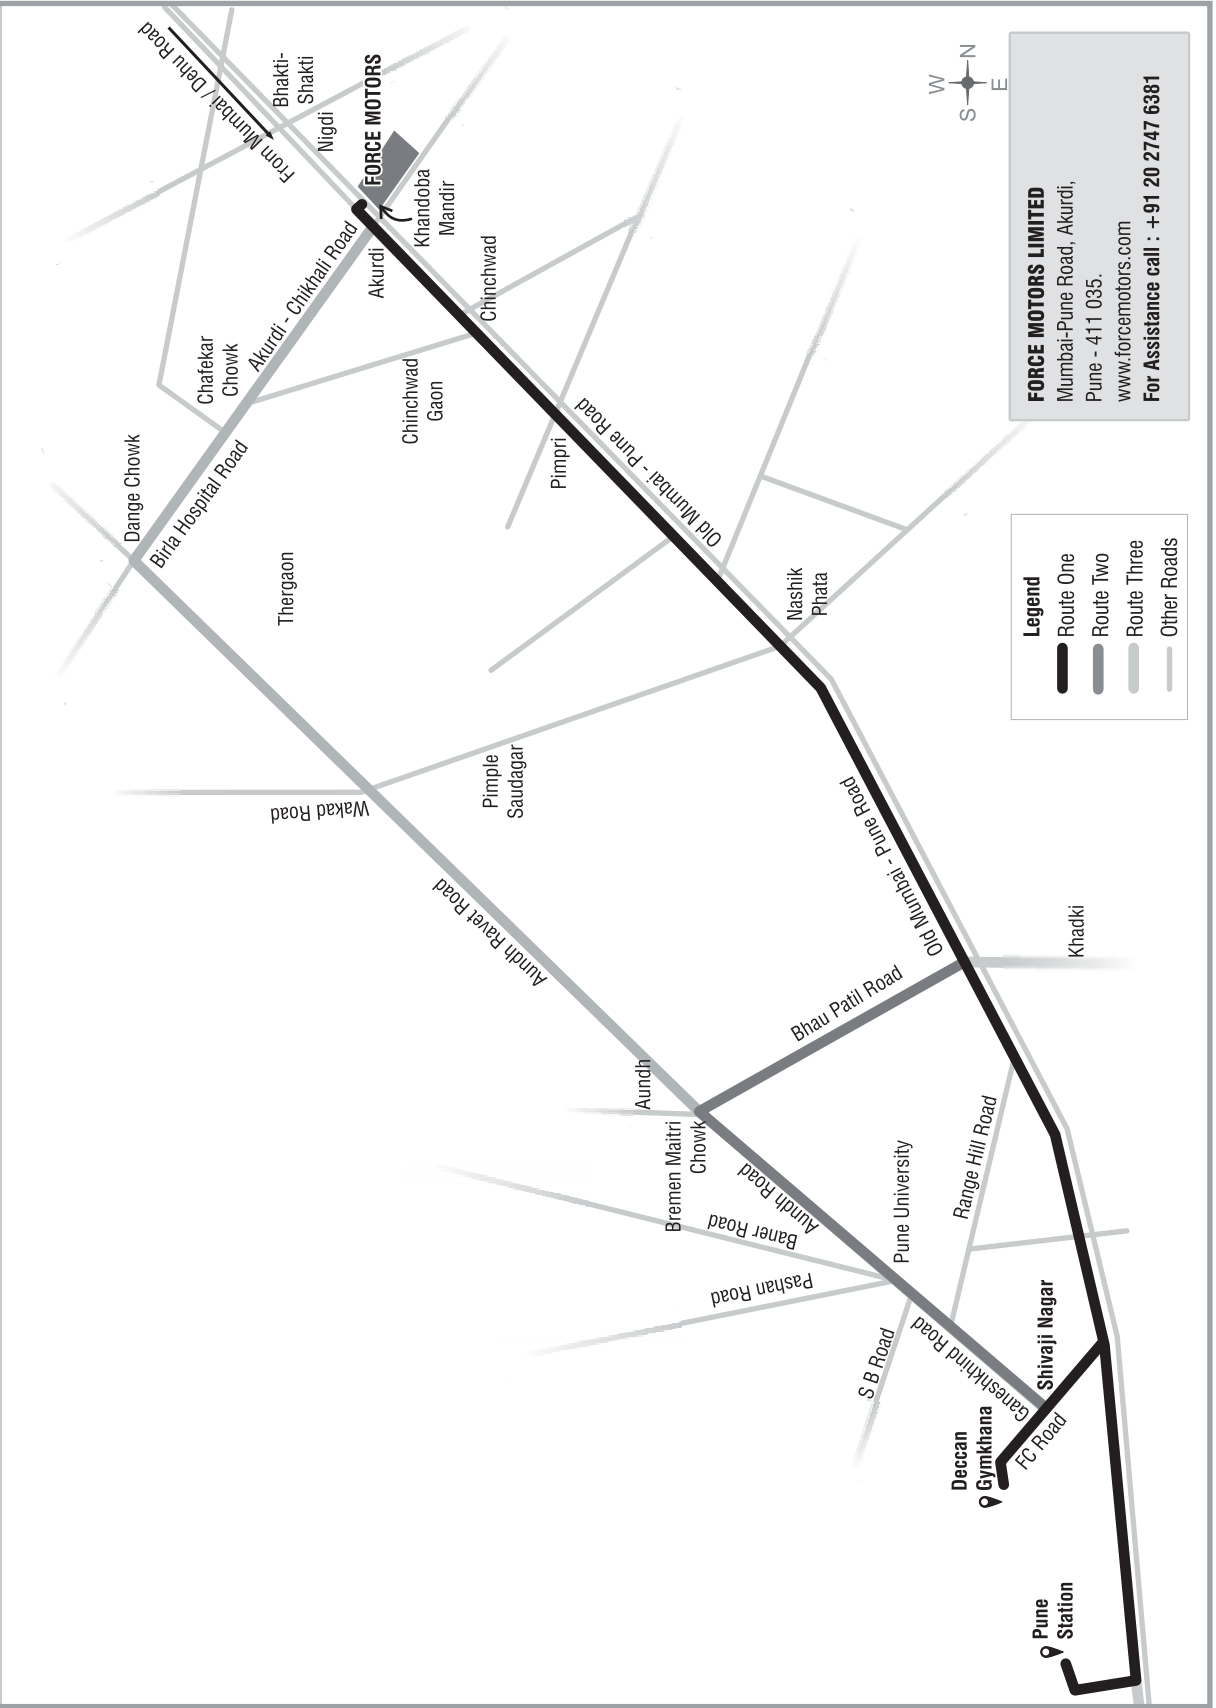 From Mumbai / Dehu Road
Bhakti-
Shakti
Nigdi
FORCE MOTORS
Khandoba
Mandir
Akurdi
Akurdi - Chikhali Road
Chinchwad
Chafekar
Chowk
Chinchwad
Gaon
Dange Chowk
Birla Hospital Road
Pimpri
Old Mumbai - Pune Road
Thergaon
Nashik
Phata
Wakad Road
Pimple
Saudagar
Old Mumbai - Pune Road
Aundh Ravet Road
Khadki
Bhau Patil Road
Aundh
Bremen Maitri
Chowk
Aundh Road
Baner Road
Pashan Road
Pune University
Range Hill Road
S B Road
Ganeshkhind Road
Shivaji Nagar
FC Road
Deccan
Gymkhana
Pune
Station
W
N
S
E
FORCE MOTORS LIMITED
Mumbai-Pune Road, Akurdi,
Pune - 411 035.
www.forcemotors.com
For Assistance call : +91 20 2747 6381
Legend
Route One
Route Two
Route Three
Other Roads